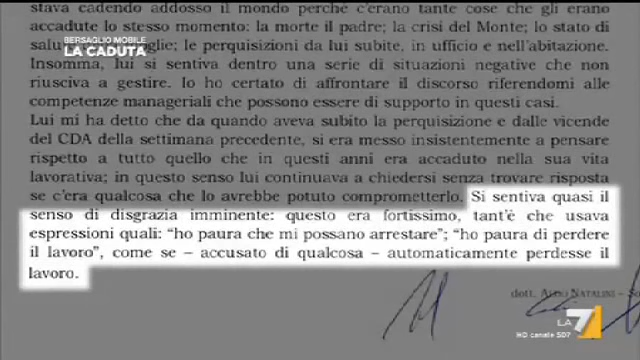 stava cadendo addosso il mondo perché c'erano tante cose che gli erano
accadute lo stesso momento: la morte il padre; la crisi del Monte; lo stato di
BERSAGLIO MOBILE
LA CADUTA
salu glie; le perquisizioni da lui subite, in ufficio e nell'abitazione.
Insomma, lui si sentiva dentro una serie di situazioni negative che non
riusciva a gestire. Io ho certato di affrontare il discorso riferendomi alle
competenze manageriali che possono essere di supporto in questi casi.
Lui mi ha detto che da quando aveva subito la perquisizione e dalle vicende
del CDA della settimana precedente, si era messo insistentemente a pensare
rispetto a tutto quello che in questi anni era accaduto nella sua vita
lavorativa; in questo senso lui continuava a chiedersi senza trovare risposta
se c'era qualcosa che lo avrebbe potuto comprometterlo. Si sentiva quasi il
senso di disgrazia imminente: questo era fortissimo, tant'è che usava
espressioni quali: “ho paura che mi possano arrestare”; “ho paura di perdere
il lavoro”, come se – accusato di qualcosa – automaticamente perdesse il
lavoro.
dott. ALDO NATALINI – So
LA 7
HD canale 507